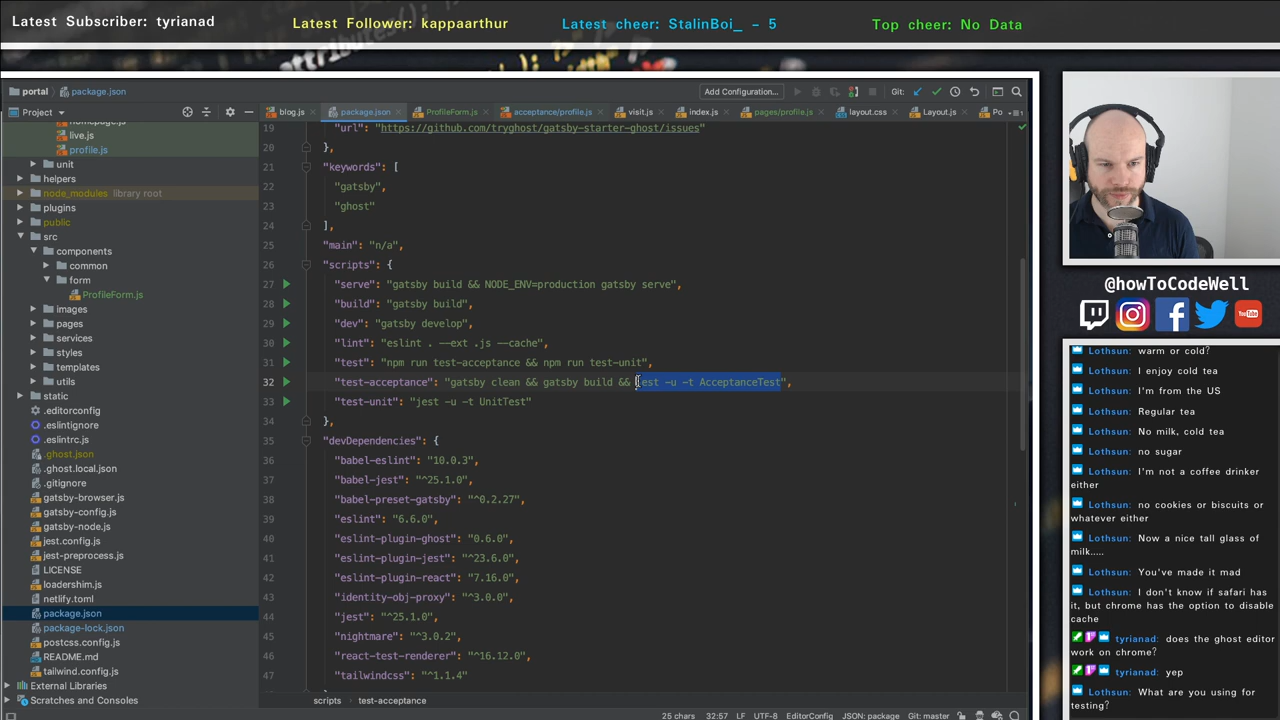 Latest Subscriber: tyrianad
Latest Follower: kappaarthur
Latest cheer: StalinBoi_ - 5
Top cheer: No Data
portal
package.json
Add Configuration...
Git:
Project
blog.js
package.json
ProfileForm.js
acceptance/profile.js
visit.js
index.js
pages/profile.js
layout.css
Layout.js
Po
live.js
profile.js
unit
helpers
node_modules library root
plugins
public
src
components
common
form
ProfileForm.js
images
pages
services
styles
templates
utils
static
.editorconfig
.eslintignore
.eslintrc.js
.ghost.json
.ghost.local.json
.gitignore
gatsby-browser.js
gatsby-config.js
gatsby-node.js
jest.config.js
jest-preprocess.js
LICENSE
loadershim.js
netlify.toml
package.json
package-lock.json
postcss.config.js
README.md
tailwind.config.js
External Libraries
Scratches and Consoles
19 "url": "https://github.com/tryghost/gatsby-starter-ghost/issues"
20 },
21 "keywords": [
22 "gatsby",
23 "ghost"
24 ],
25 "main": "n/a",
26 "scripts": {
27 "serve": "gatsby build && NODE_ENV=production gatsby serve",
28 "build": "gatsby build",
29 "dev": "gatsby develop",
30 "lint": "eslint . --ext .js --cache",
31 "test": "npm run test-acceptance && npm run test-unit",
32 "test-acceptance": "gatsby clean && gatsby build && jest -u -t AcceptanceTest",
33 "test-unit": "jest -u -t UnitTest"
34 },
35 "devDependencies": {
36 "babel-eslint": "10.0.3",
37 "babel-jest": "^25.1.0",
38 "babel-preset-gatsby": "^0.2.27",
39 "eslint": "6.6.0",
40 "eslint-plugin-ghost": "0.6.0",
41 "eslint-plugin-jest": "^23.6.0",
42 "eslint-plugin-react": "7.16.0",
43 "identity-obj-proxy": "^3.0.0",
44 "jest": "^25.1.0",
45 "nightmare": "^3.0.2",
46 "react-test-renderer": "^16.12.0",
47 "tailwindcss": "^1.1.4"
scripts
test-acceptance
25 chars
32:57
LF
UTF-8
EditorConfig
JSON: package
Git: master
@howToCodeWell
YouTube
warm or cold?
Lothsun: I enjoy cold tea
Lothsun: I'm from the US
Lothsun: Regular tea
Lothsun: No milk, cold
tea
Lothsun: no sugar
Lothsun: I'm not a coffee drinker
either
Lothsun: no cookies or biscuits or
whatever either
Lothsun: Now a nice tall glass of
milk.....
Lothsun: You've made it mad
Lothsun: I don't know if safari has
it, but chrome has the option to disable
cache
tyrianad: does the ghost editor
work on chrome?
tyrianad: yep
Lothsun: What are you using for
testing?